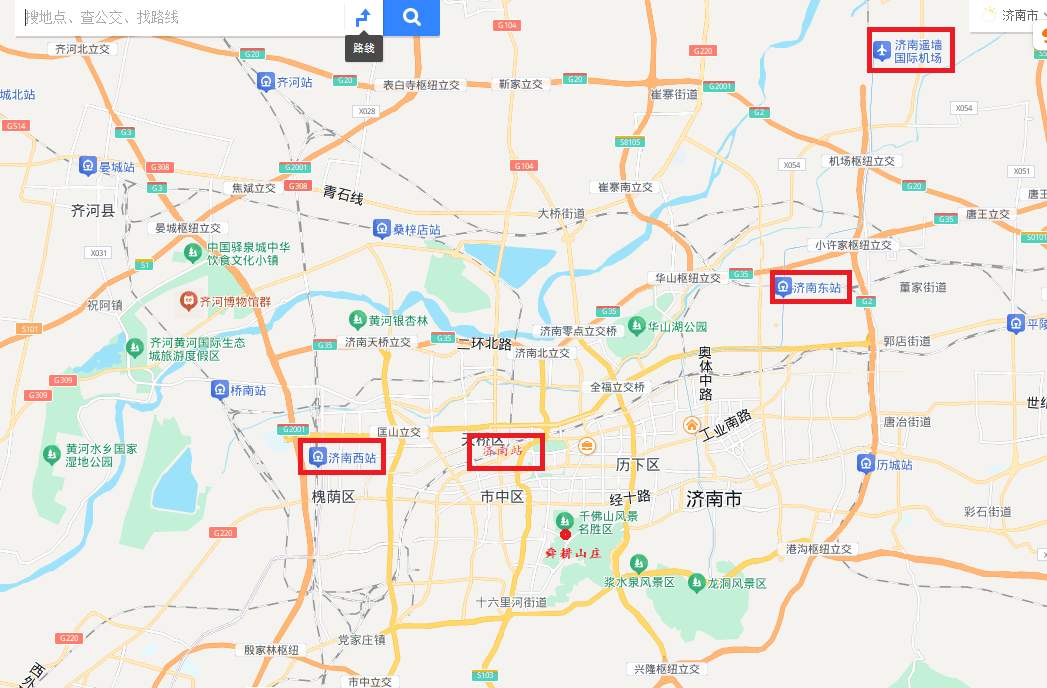 搜地点、查公交、找路线
路线
济南市
G104
齐河北立交
G20
G220
济南遥墙
国际机场
齐河站
G20
表白寺枢纽立交
靳家立交
G20
G2001
崔寨街道
城北站
X028
G2
X054
G514
G3
S8105
晏城站
G308
G2001
G104
X054
机场枢纽立交
X051
G3
焦斌立交
G308
青石线
崔寨南立交
G20
唐王
齐河县
大桥街道
G35
唐王立交
晏城枢纽立交
桑梓店站
S0101
中国驿泉城中华
饮食文化小镇
X031
小许家枢纽立交
S1
华山枢纽立交
G35
济南东站
董家街道
祝阿镇
齐河博物馆群
G2
黄河银杏林
G35
华山湖公园
平陵
S101
济南零点立交桥
齐河黄河国际生态
城旅游度假区
G35
济南天桥立交
G35
二环北路
济南北立交
郭店街道
奥体中路
G309
G309
桥南站
全福立交桥
世纪
工业南路
唐冶街道
G2001
匡山立交
天桥区
济南站
黄河水乡国家
湿地公园
济南西站
历下区
历城站
槐荫区
市中区
经十路
济南市
彩石街道
千佛山风景
名胜区
G220
舜耕山庄
港沟枢纽立交
浆水泉风景区
龙洞风景区
十六里河街道
G220
党家庄镇
殷家林枢纽
兴隆枢纽立交
S103
市中立交
西外